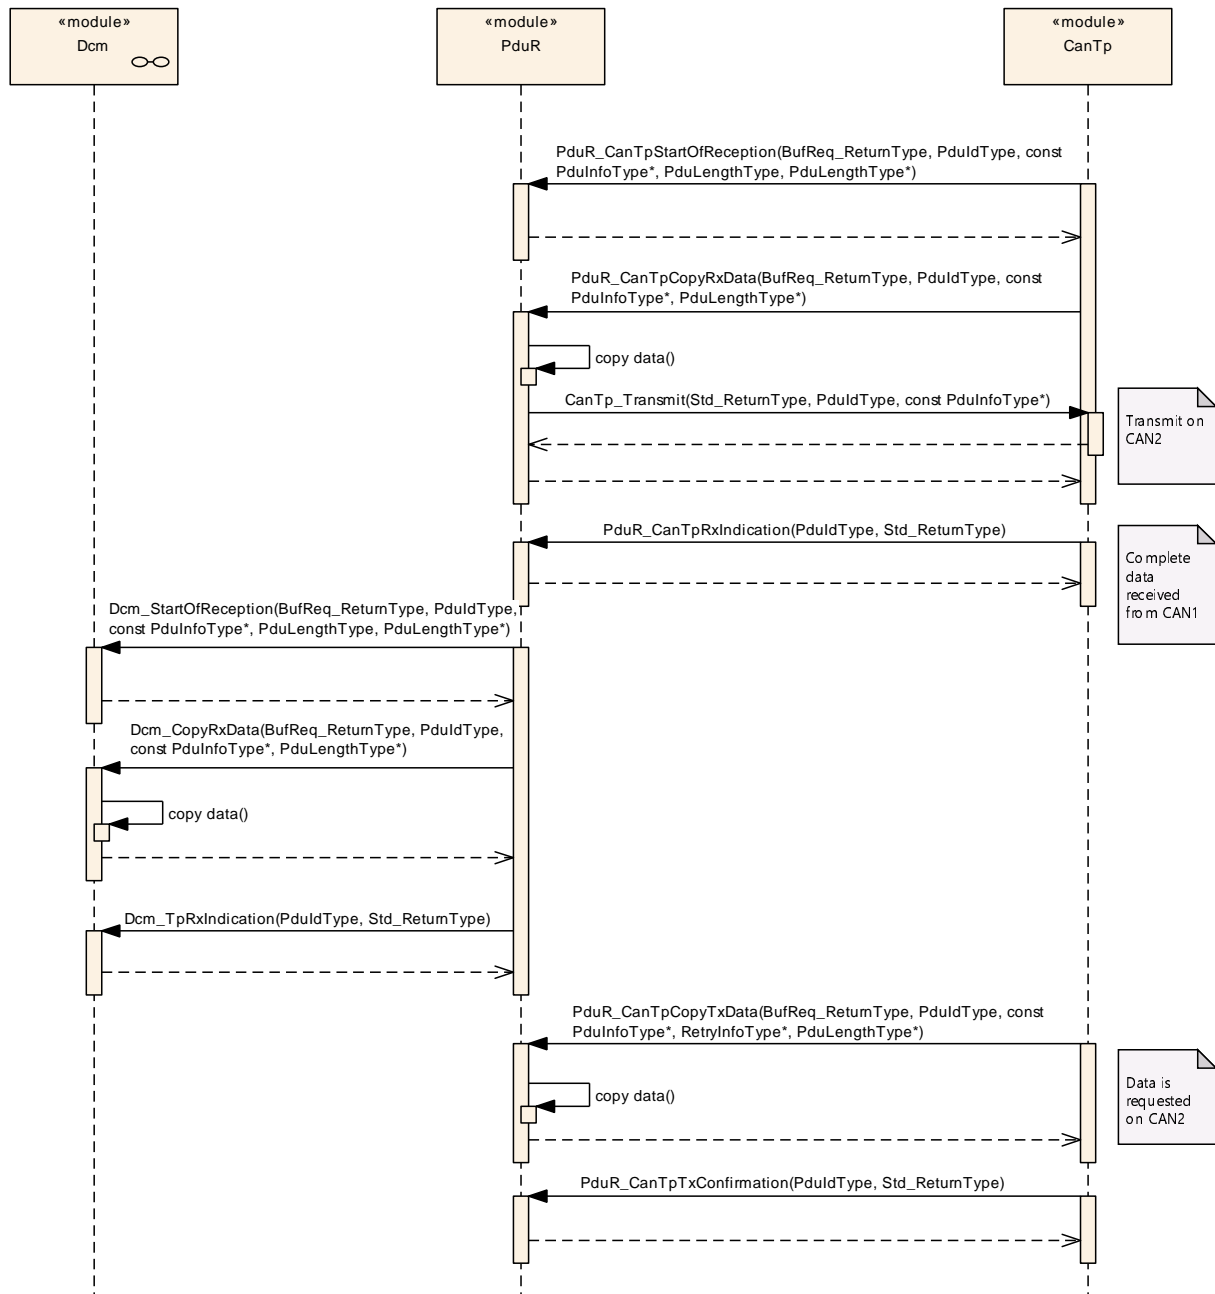 «module»
Dcm
«module»
PduR
«module»
CanTp
PduR_CanTpStartOfReception(BufReq_ReturnType, PduIdType, const
PduInfoType*, PduLengthType, PduLengthType*)
PduR_CanTpCopyRxData(BufReq_ReturnType, PduIdType, const
PduInfoType*, PduLengthType*)
copy data()
CanTp_Transmit(Std_ReturnType, PduIdType, const PduInfoType*)
Transmit on
CAN2
PduR_CanTpRxIndication(PduIdType, Std_ReturnType)
Complete
data
received
from CAN1
Dcm_StartOfReception(BufReq_ReturnType, PduIdType,
const PduInfoType*, PduLengthType, PduLengthType*)
Dcm_CopyRxData(BufReq_ReturnType, PduIdType,
const PduInfoType*, PduLengthType*)
copy data()
Dcm_TpRxIndication(PduIdType, Std_ReturnType)
PduR_CanTpCopyTxData(BufReq_ReturnType, PduIdType, const
PduInfoType*, RetryInfoType*, PduLengthType*)
copy data()
Data is
requested
on CAN2
PduR_CanTpTxConfirmation(PduIdType, Std_ReturnType)